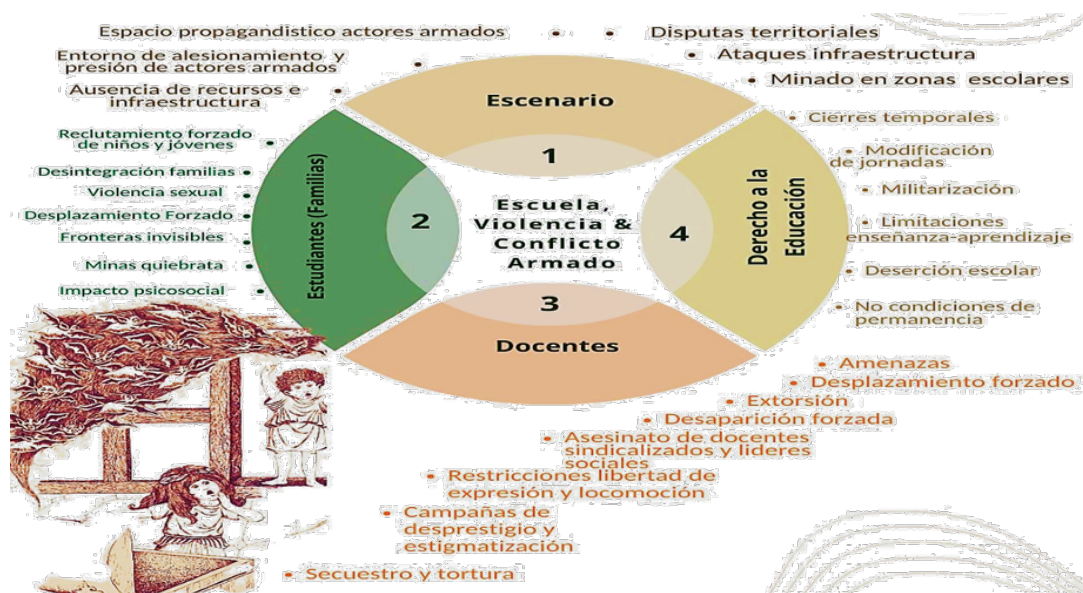 Espacio propagandistico actores armados
Entorno de alesionamiento y
presión de actores armados
Ausencia de recursos e
infraestructura
Disputas territoriales
Ataques infraestructura
Minado en zonas escolares
Escenario
1
Reclutamiento forzado
de niños y jóvenes
Desintegración familias
Violencia sexual
Desplazamiento Forzado
Fronteras invisibles
Minas quiebrata
Impacto psicosocial
Estudiantes (Familias)
2
Escuela,
Violencia &
Conflicto
Armado
4
Derecho a la
Educación
Cierres temporales
Modificación
de jornadas
Militarización
Limitaciones
enseñanza-aprendizaje
Deserción escolar
No condiciones de
permanencia
3
Docentes
Amenazas
Desplazamiento forzado
Extorsión
Desaparición forzada
Asesinato de docentes
sindicalizados y lideres
sociales
Restricciones libertad de
expresión y locomoción
Campañas de
desprestigio y
estigmatización
Secuestro y tortura